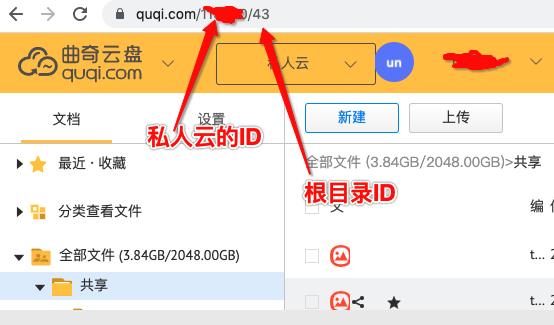 quqi.com/11 0/43
曲奇云盘
quqi.com
私人云
un
文档
设置
新建
上传
私人云的ID
根目录ID
最近 · 收藏
全部文件 (3.84GB/2048.00GB)>共享
分类查看文件
编
全部文件 (3.84GB/2048.00GB)
t... 2
共享
t... 2